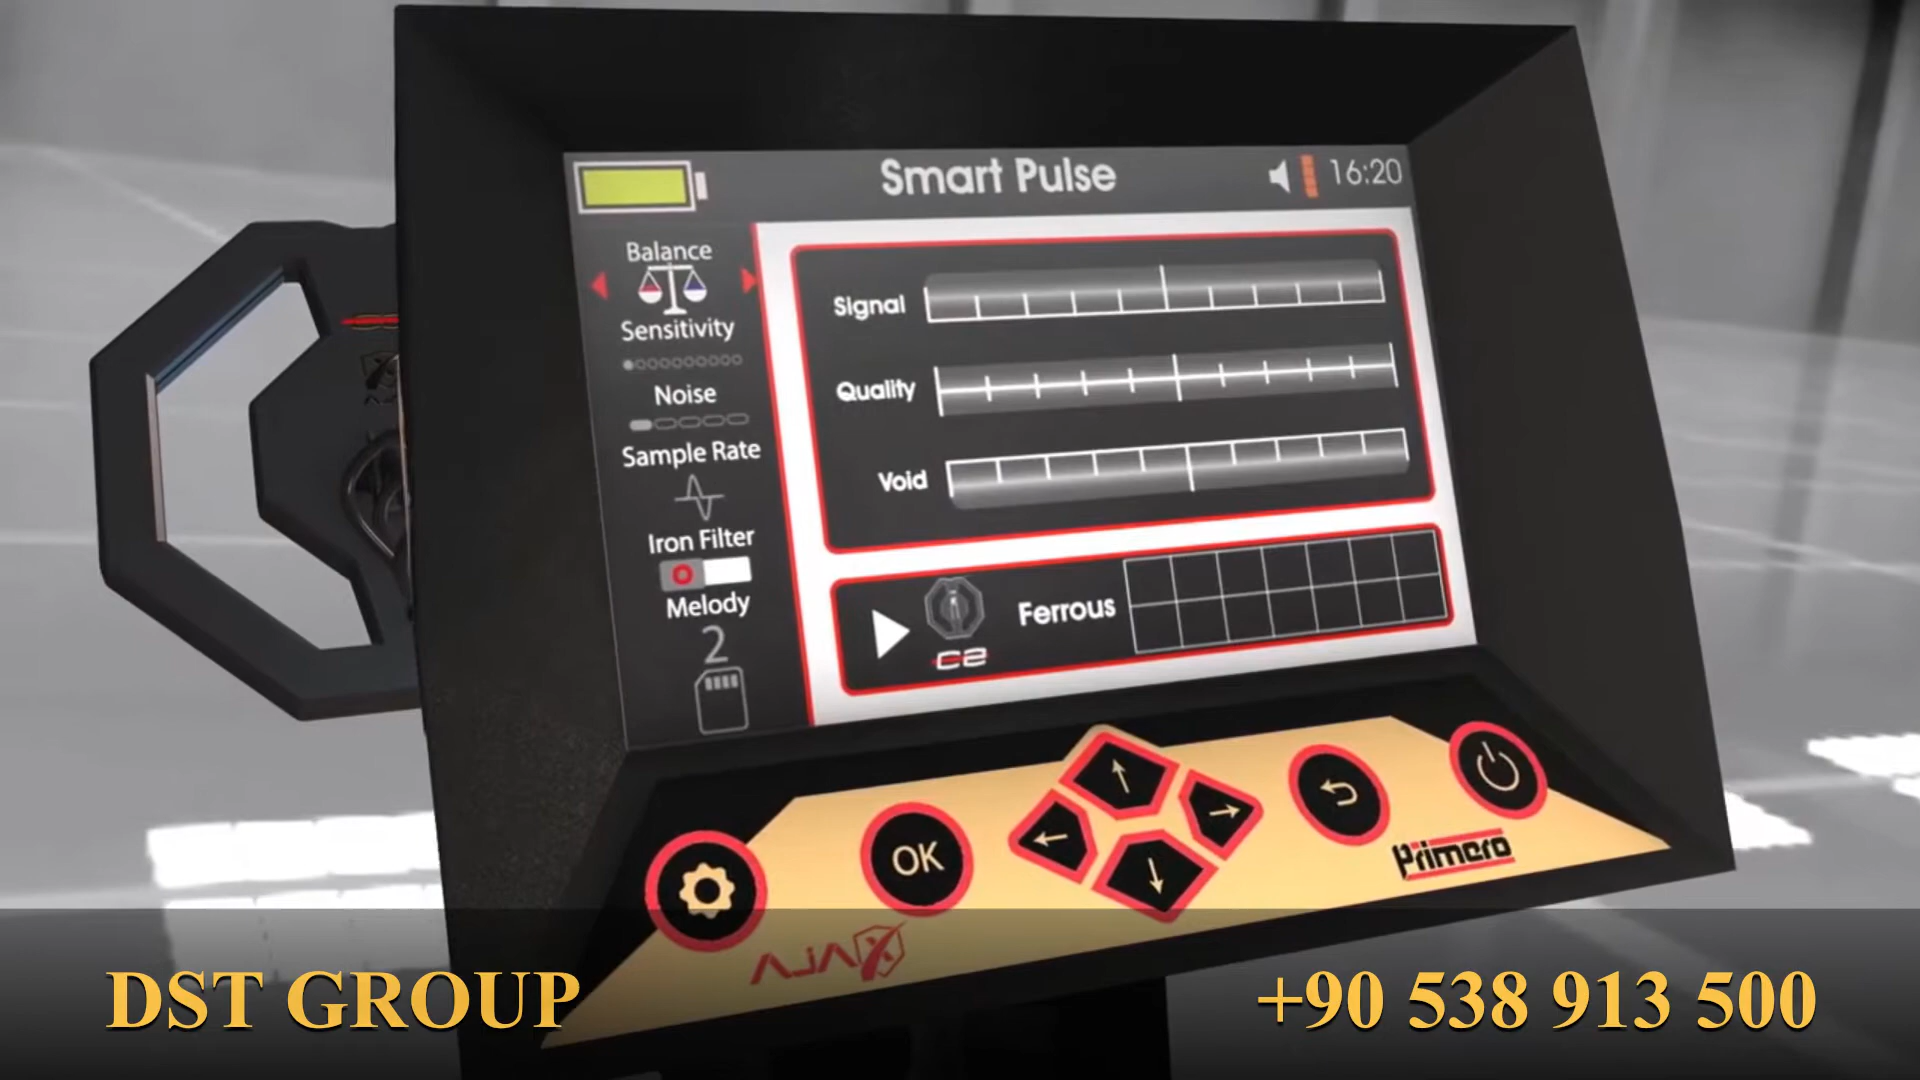 Smart Pulse
16:20
Balance
Sensitivity
Noise
Sample Rate
Iron Filter
Melody
2
Signal
Quality
Void
Ferrous
C2
OK
Primero
AJAX
DST GROUP
+90 538 913 500